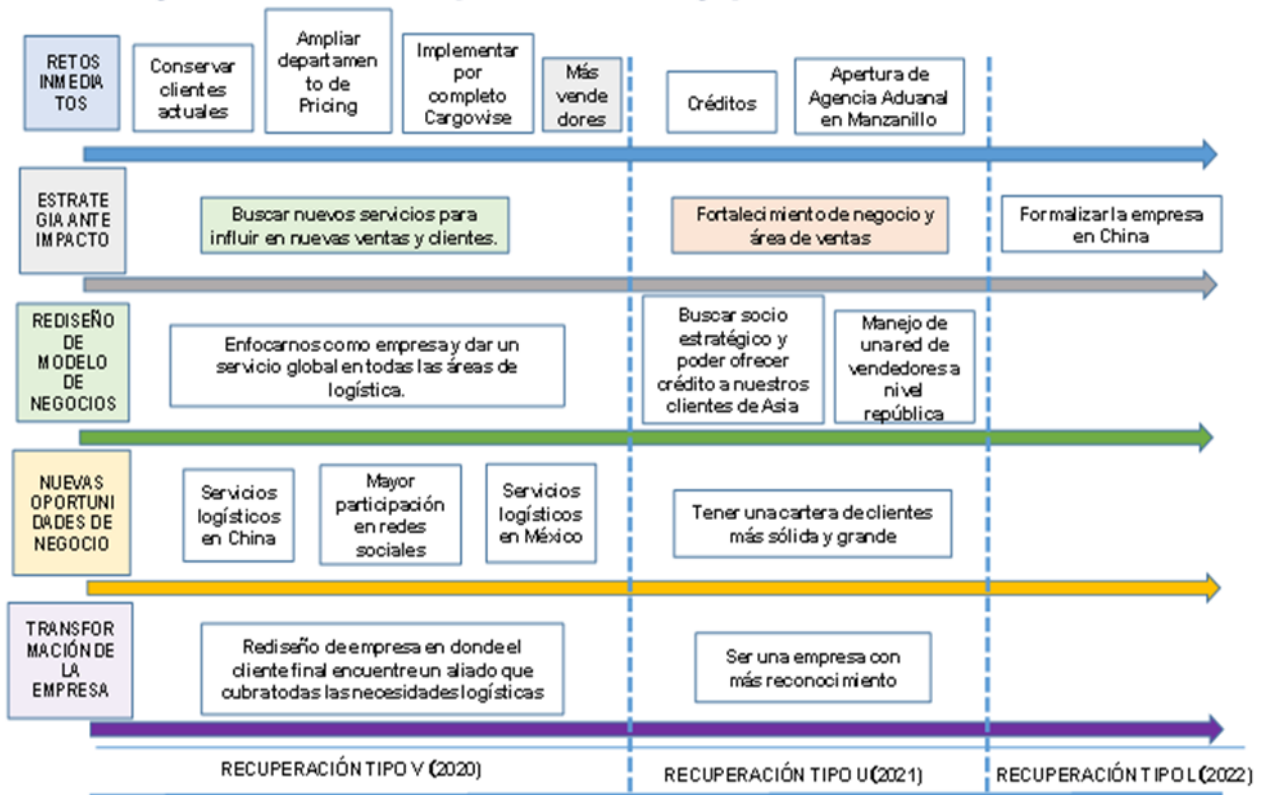 RETOS
INMEDIA
TOS
Conservar
clientes
actuales
Ampliar
departamen
to de
Pricing
Implementar
por
completo
Cargowise
Más
vende
dores
Créditos
Apertura de
Agencia Aduanal
en Manzanillo
ESTRATE
GIA ANTE
IMPACTO
Buscar nuevos servicios para
influir en nuevas ventas y clientes.
Fortalecimiento de negocio y
área de ventas
Formalizar la empresa
en China
REDISEÑO
DE
MODELO
DE
NEGOCIOS
Enfocarnos como empresa y dar un
servicio global en todas las áreas de
logística.
Buscar socio
estratégico y
poder ofrecer
crédito a nuestros
clientes de Asia
Manejo de
una red de
vendedores a
nivel
república
NUEVAS
OPORTUNI
DADES DE
NEGOCIO
Servicios
logísticos
en China
Mayor
participación
en redes
sociales
Servicios
logísticos
en México
Tener una cartera de clientes
más sólida y grande
TRANSFOR
MACIÓN DE
LA
EMPRESA
Rediseño de empresa en donde el
cliente final encuentre un aliado que
cubra todas las necesidades logísticas
Ser una empresa con
más reconocimiento
RECUPERACIÓN TIPO V (2020)
RECUPERACIÓN TIPO U(2021)
RECUPERACIÓN TIPO L (2022)